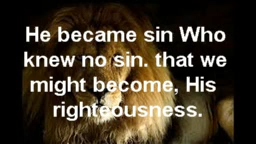 He became sin Who
knew no sin. that we
might become, His
righteousness.